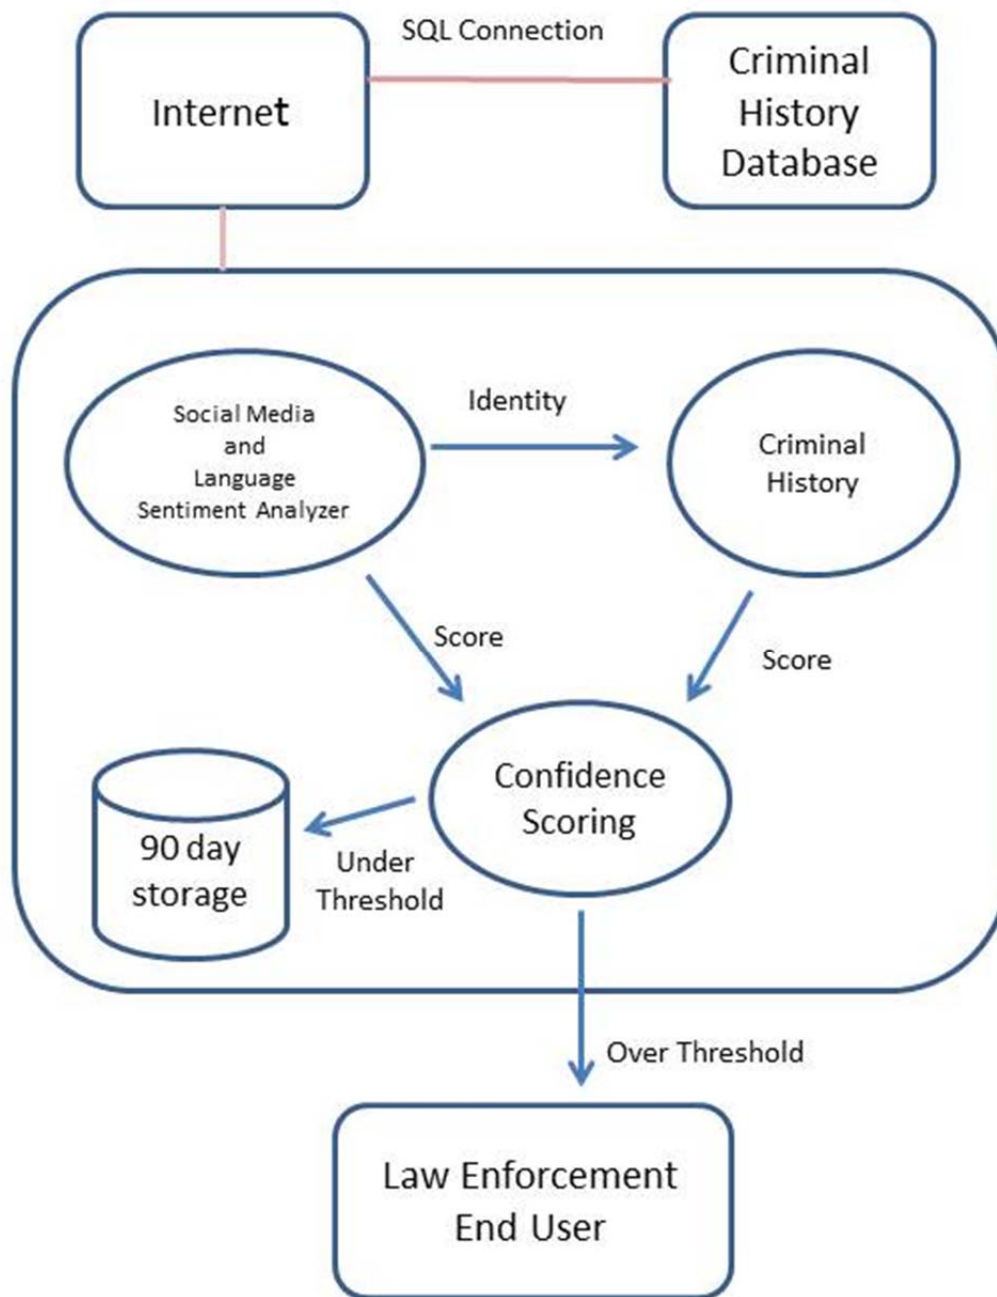 SQL Connection
Internet
Criminal
History
Database
Social Media
and
Language
Sentiment Analyzer
Identity
Criminal
History
Score
Score
Confidence
Scoring
90 day
storage
Under
Threshold
Over Threshold
Law Enforcement
End User